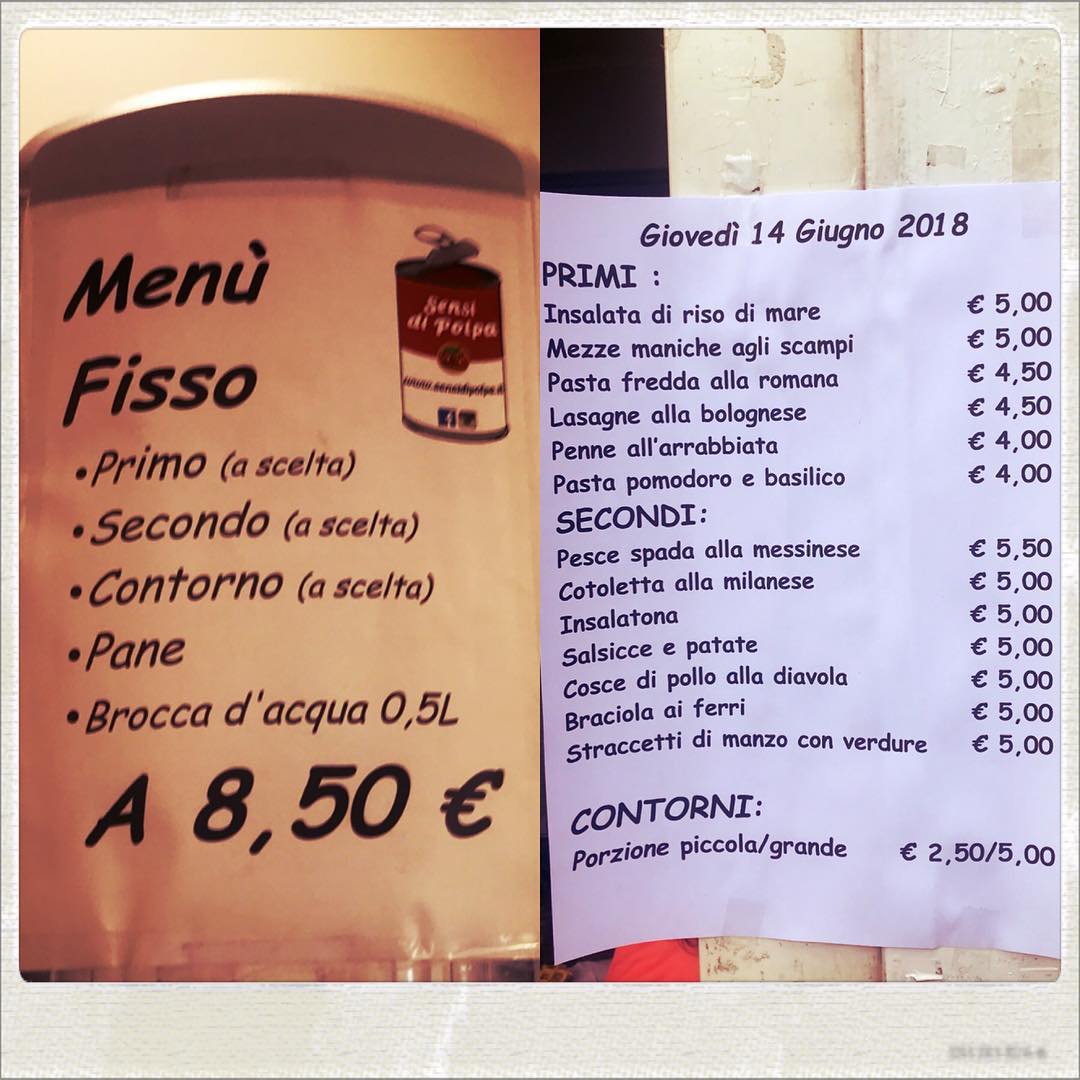 Menù
Fisso
Sensi
di Polpa
www.sensidipolpa.it
•Primo (a scelta)
•Secondo (a scelta)
•Contorno (a scelta)
•Pane
•Brocca d'acqua 0,5L
A 8,50 €
Giovedì 14 Giugno 2018
PRIMI :
Insalata di riso di mare € 5,00
Mezze maniche agli scampi € 5,00
Pasta fredda alla romana € 4,50
Lasagne alla bolognese € 4,50
Penne all'arrabbiata € 4,00
Pasta pomodoro e basilico € 4,00
SECONDI:
Pesce spada alla messinese € 5,50
Cotoletta alla milanese € 5,00
Insalatona € 5,00
Salsicce e patate € 5,00
Cosce di pollo alla diavola € 5,00
Braciola ai ferri € 5,00
Straccetti di manzo con verdure € 5,00
CONTORNI:
Porzione piccola/grande € 2,50/5,00